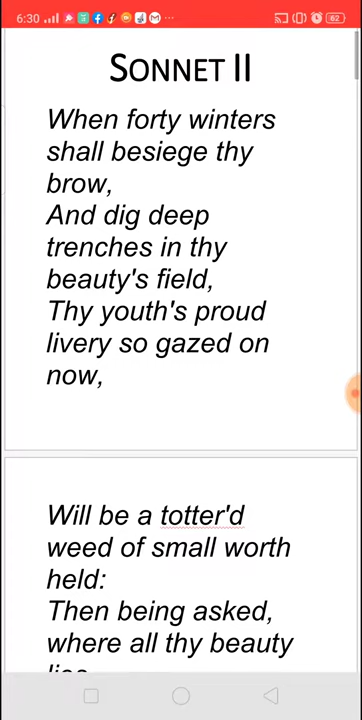 6:30
62
SONNET II
When forty winters
shall besiege thy
brow,
And dig deep
trenches in thy
beauty's field,
Thy youth's proud
livery so gazed on
now,
Will be a totter'd
weed of small worth
held:
Then being asked,
where all thy beauty
lies